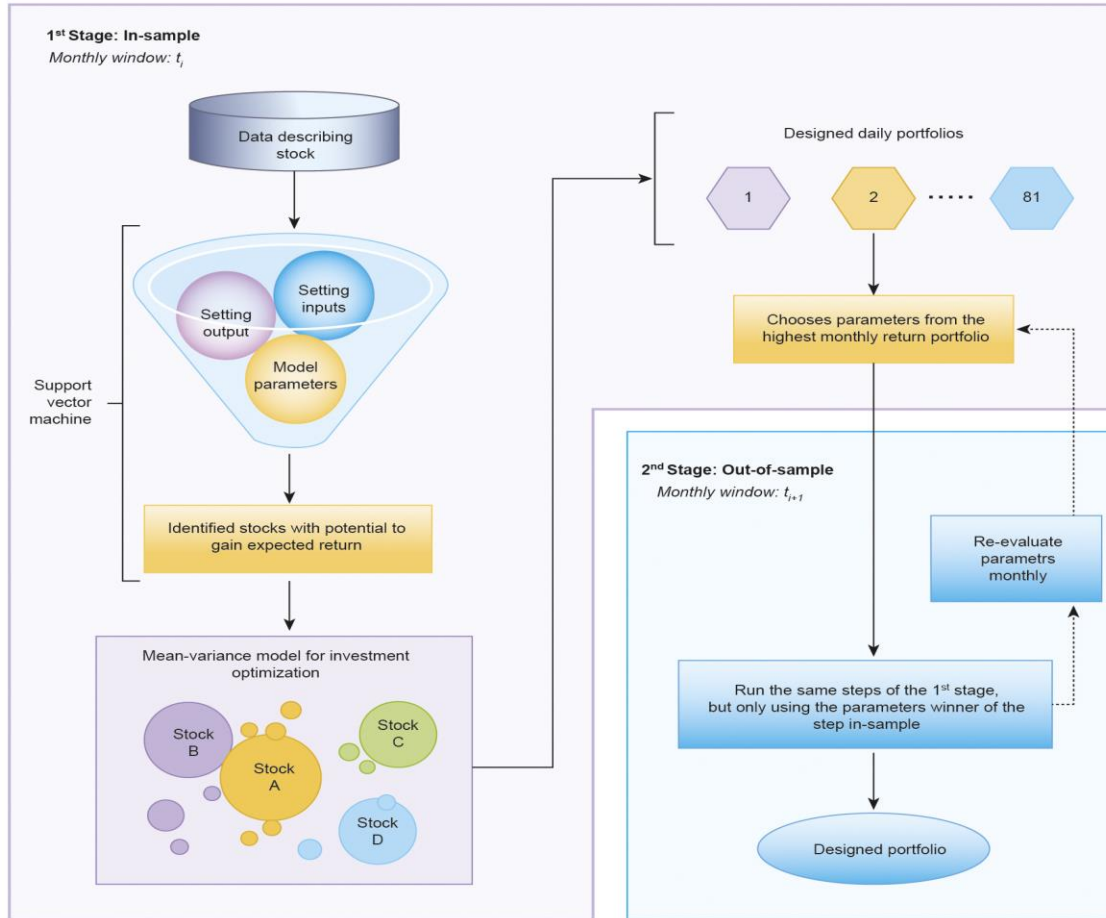 1st Stage: In-sample
Monthly window: ti
Data describing
stock
Setting
inputs
Setting
output
Model
parameters
Support
vector
machine
Identified stocks with potential to
gain expected return
Mean-variance model for investment
optimization
Stock
B
Stock
A
Stock
C
Stock
D
Designed daily portfolios
1
2
.....
81
Chooses parameters from the
highest monthly return portfolio
2nd Stage: Out-of-sample
Monthly window: ti+1
Re-evaluate
parametrs
monthly
Run the same steps of the 1st stage,
but only using the parameters winner of the
step in-sample
Designed portfolio